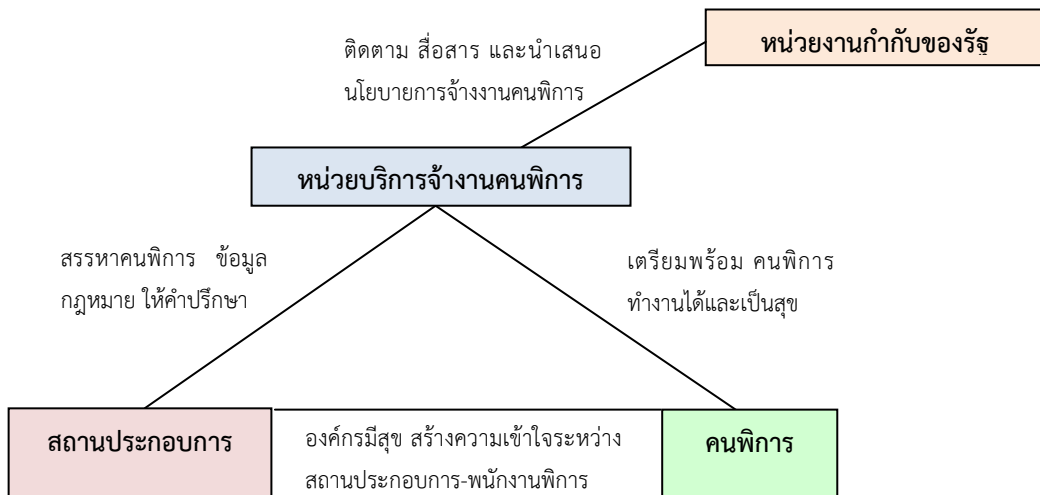 หน่วยงานกำกับของรัฐ
ติดตาม สื่อสาร และนำเสนอ
นโยบายการจ้างงานคนพิการ
หน่วยบริการจ้างงานคนพิการ
สรรหาคนพิการ ข้อมูล
กฎหมาย ให้คำปรึกษา
เตรียมพร้อม คนพิการ
ทำงานได้และเป็นสุข
สถานประกอบการ
องค์กรมีสุข สร้างความเข้าใจระหว่าง
สถานประกอบการ-พนักงานพิการ
คนพิการ